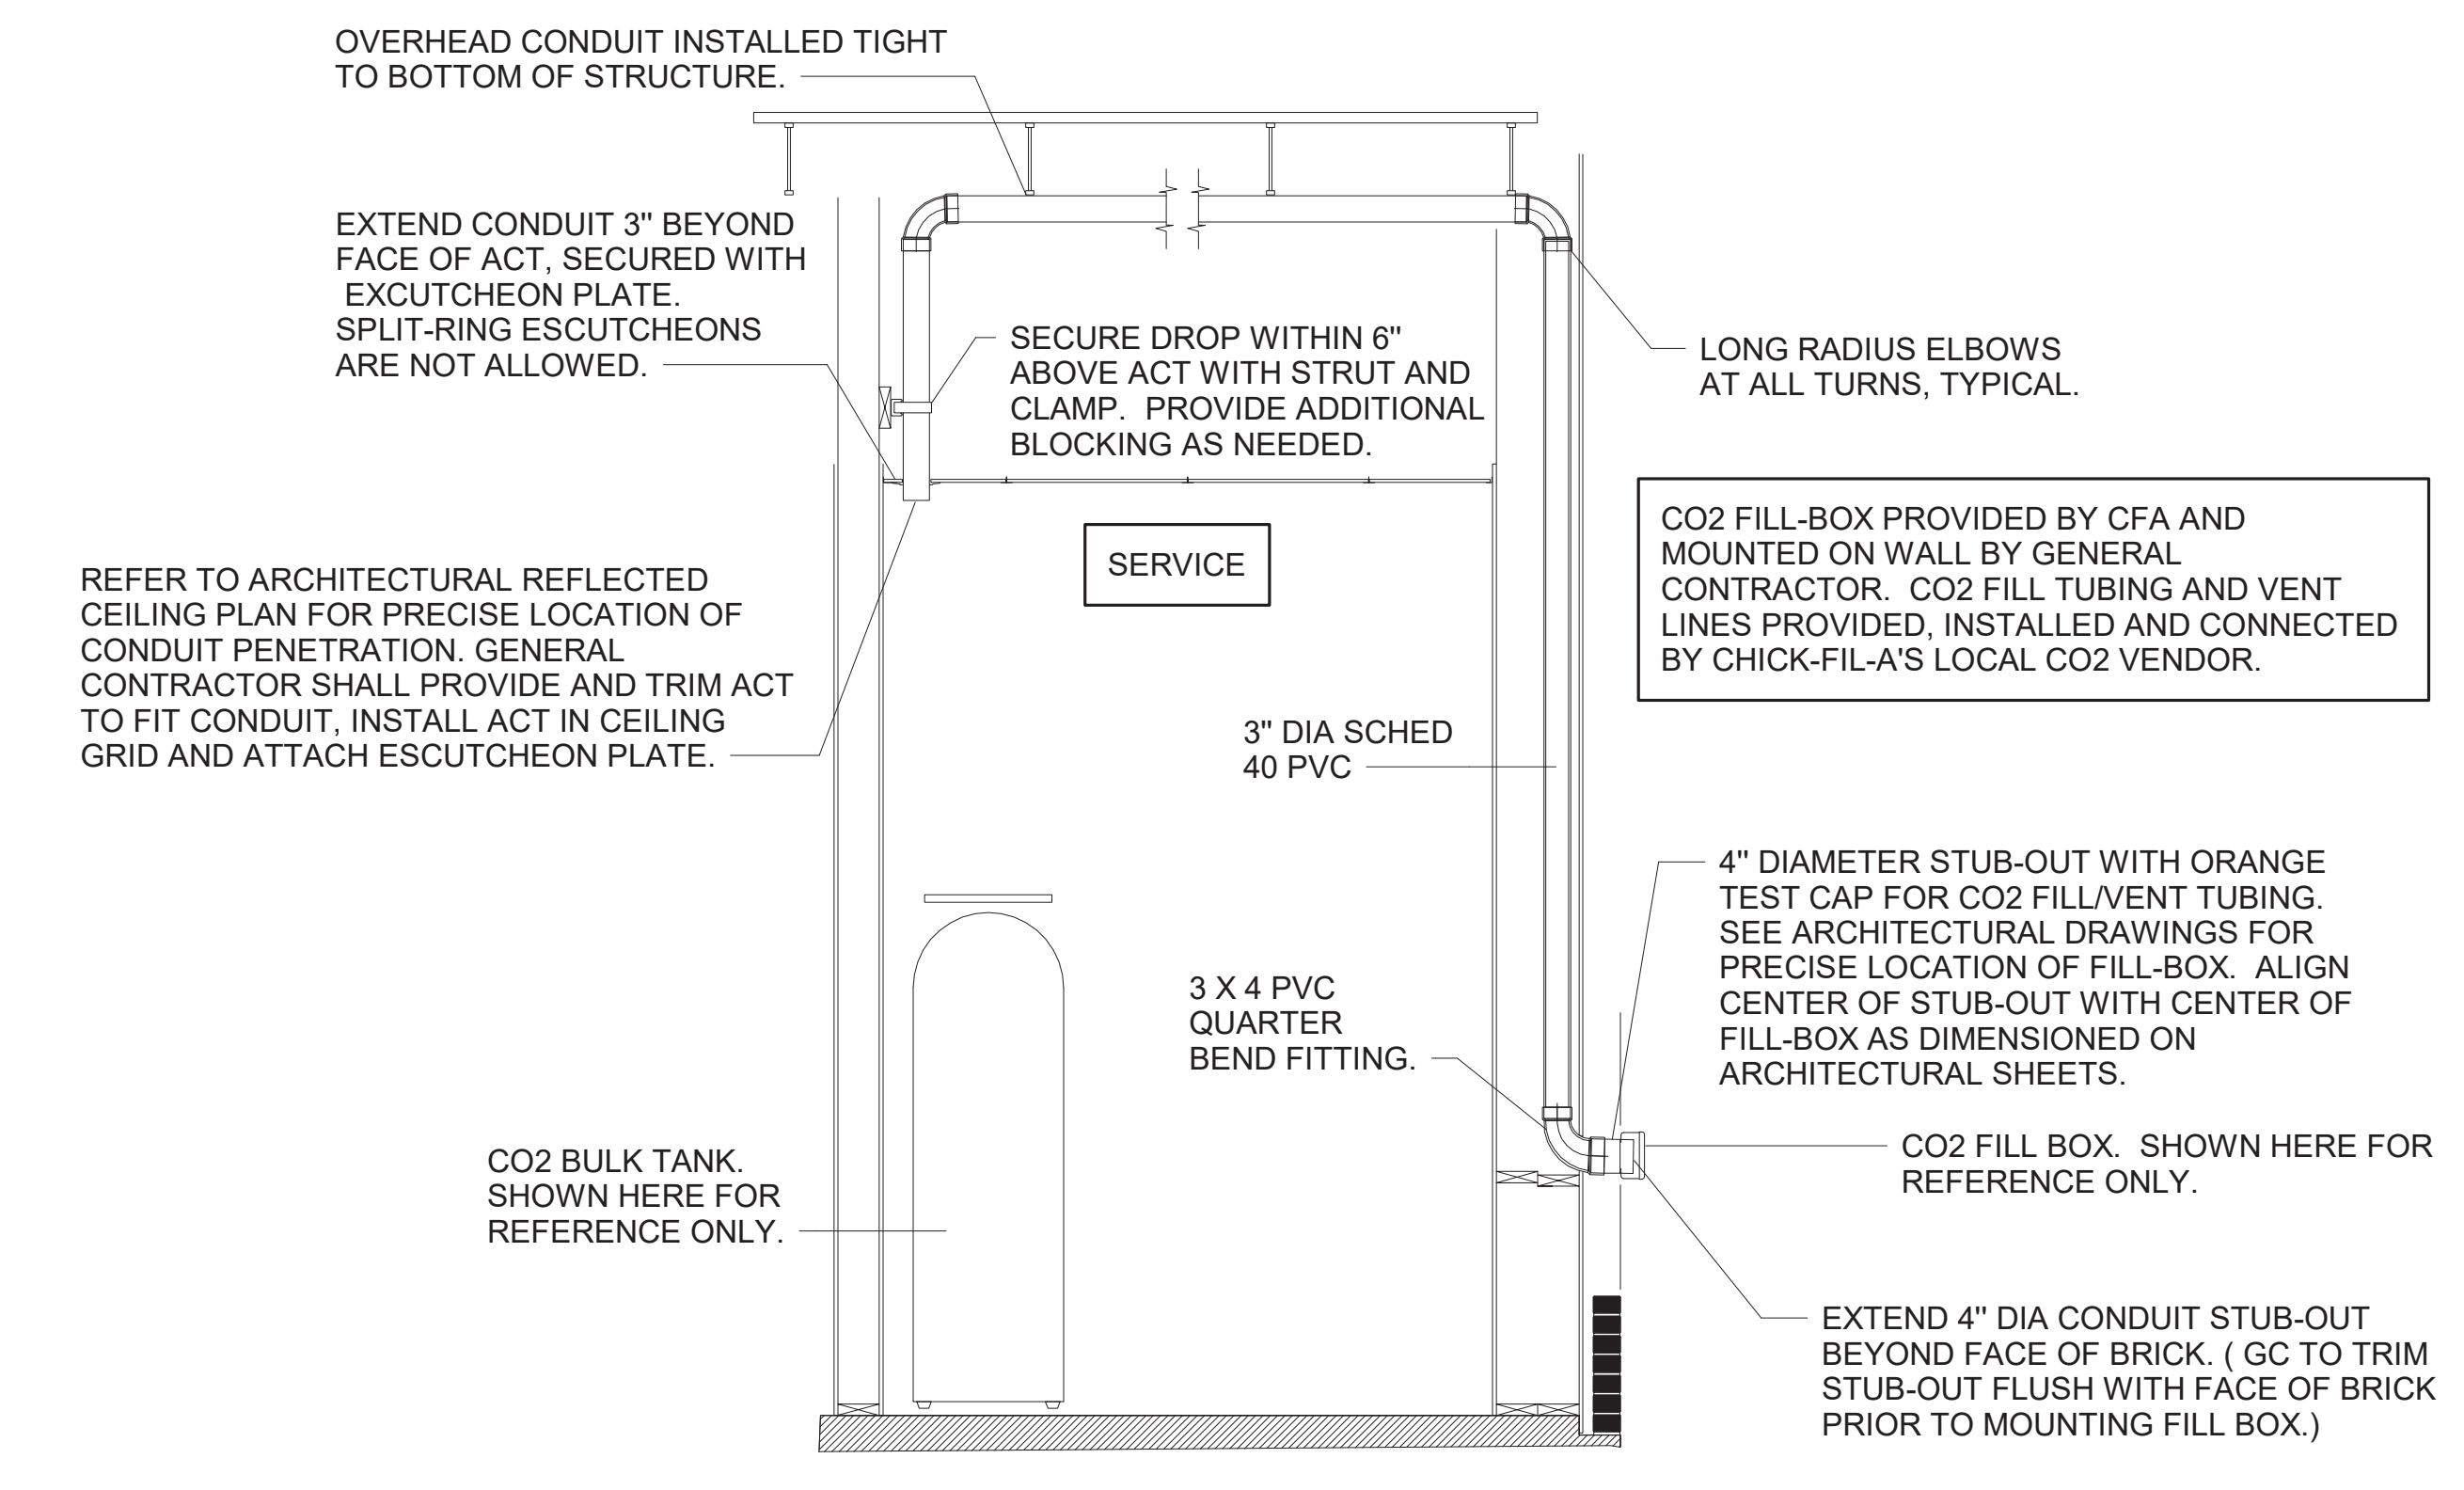 OVERHEAD CONDUIT INSTALLED TIGHT
TO BOTTOM OF STRUCTURE.
EXTEND CONDUIT 3" BEYOND
FACE OF ACT, SECURED WITH
EXCUTCHEON PLATE.
SPLIT-RING ESCUTCHEONS
ARE NOT ALLOWED.
SECURE DROP WITHIN 6"
ABOVE ACT WITH STRUT AND
CLAMP. PROVIDE ADDITIONAL
BLOCKING AS NEEDED.
LONG RADIUS ELBOWS
AT ALL TURNS, TYPICAL.
SERVICE
CO2 FILL-BOX PROVIDED BY CFA AND
MOUNTED ON WALL BY GENERAL
CONTRACTOR. CO2 FILL TUBING AND VENT
LINES PROVIDED, INSTALLED AND CONNECTED
BY CHICK-FIL-A'S LOCAL CO2 VENDOR.
REFER TO ARCHITECTURAL REFLECTED
CEILING PLAN FOR PRECISE LOCATION OF
CONDUIT PENETRATION. GENERAL
CONTRACTOR SHALL PROVIDE AND TRIM ACT
TO FIT CONDUIT, INSTALL ACT IN CEILING
GRID AND ATTACH ESCUTCHEON PLATE.
3" DIA SCHED
40 PVC
4" DIAMETER STUB-OUT WITH ORANGE
TEST CAP FOR CO2 FILL/VENT TUBING.
SEE ARCHITECTURAL DRAWINGS FOR
PRECISE LOCATION OF FILL-BOX. ALIGN
CENTER OF STUB-OUT WITH CENTER OF
FILL-BOX AS DIMENSIONED ON
ARCHITECTURAL SHEETS.
3 X 4 PVC
QUARTER
BEND FITTING.
CO2 BULK TANK.
SHOWN HERE FOR
REFERENCE ONLY.
CO2 FILL BOX. SHOWN HERE FOR
REFERENCE ONLY.
EXTEND 4" DIA CONDUIT STUB-OUT
BEYOND FACE OF BRICK. ( GC TO TRIM
STUB-OUT FLUSH WITH FACE OF BRICK
PRIOR TO MOUNTING FILL BOX.)